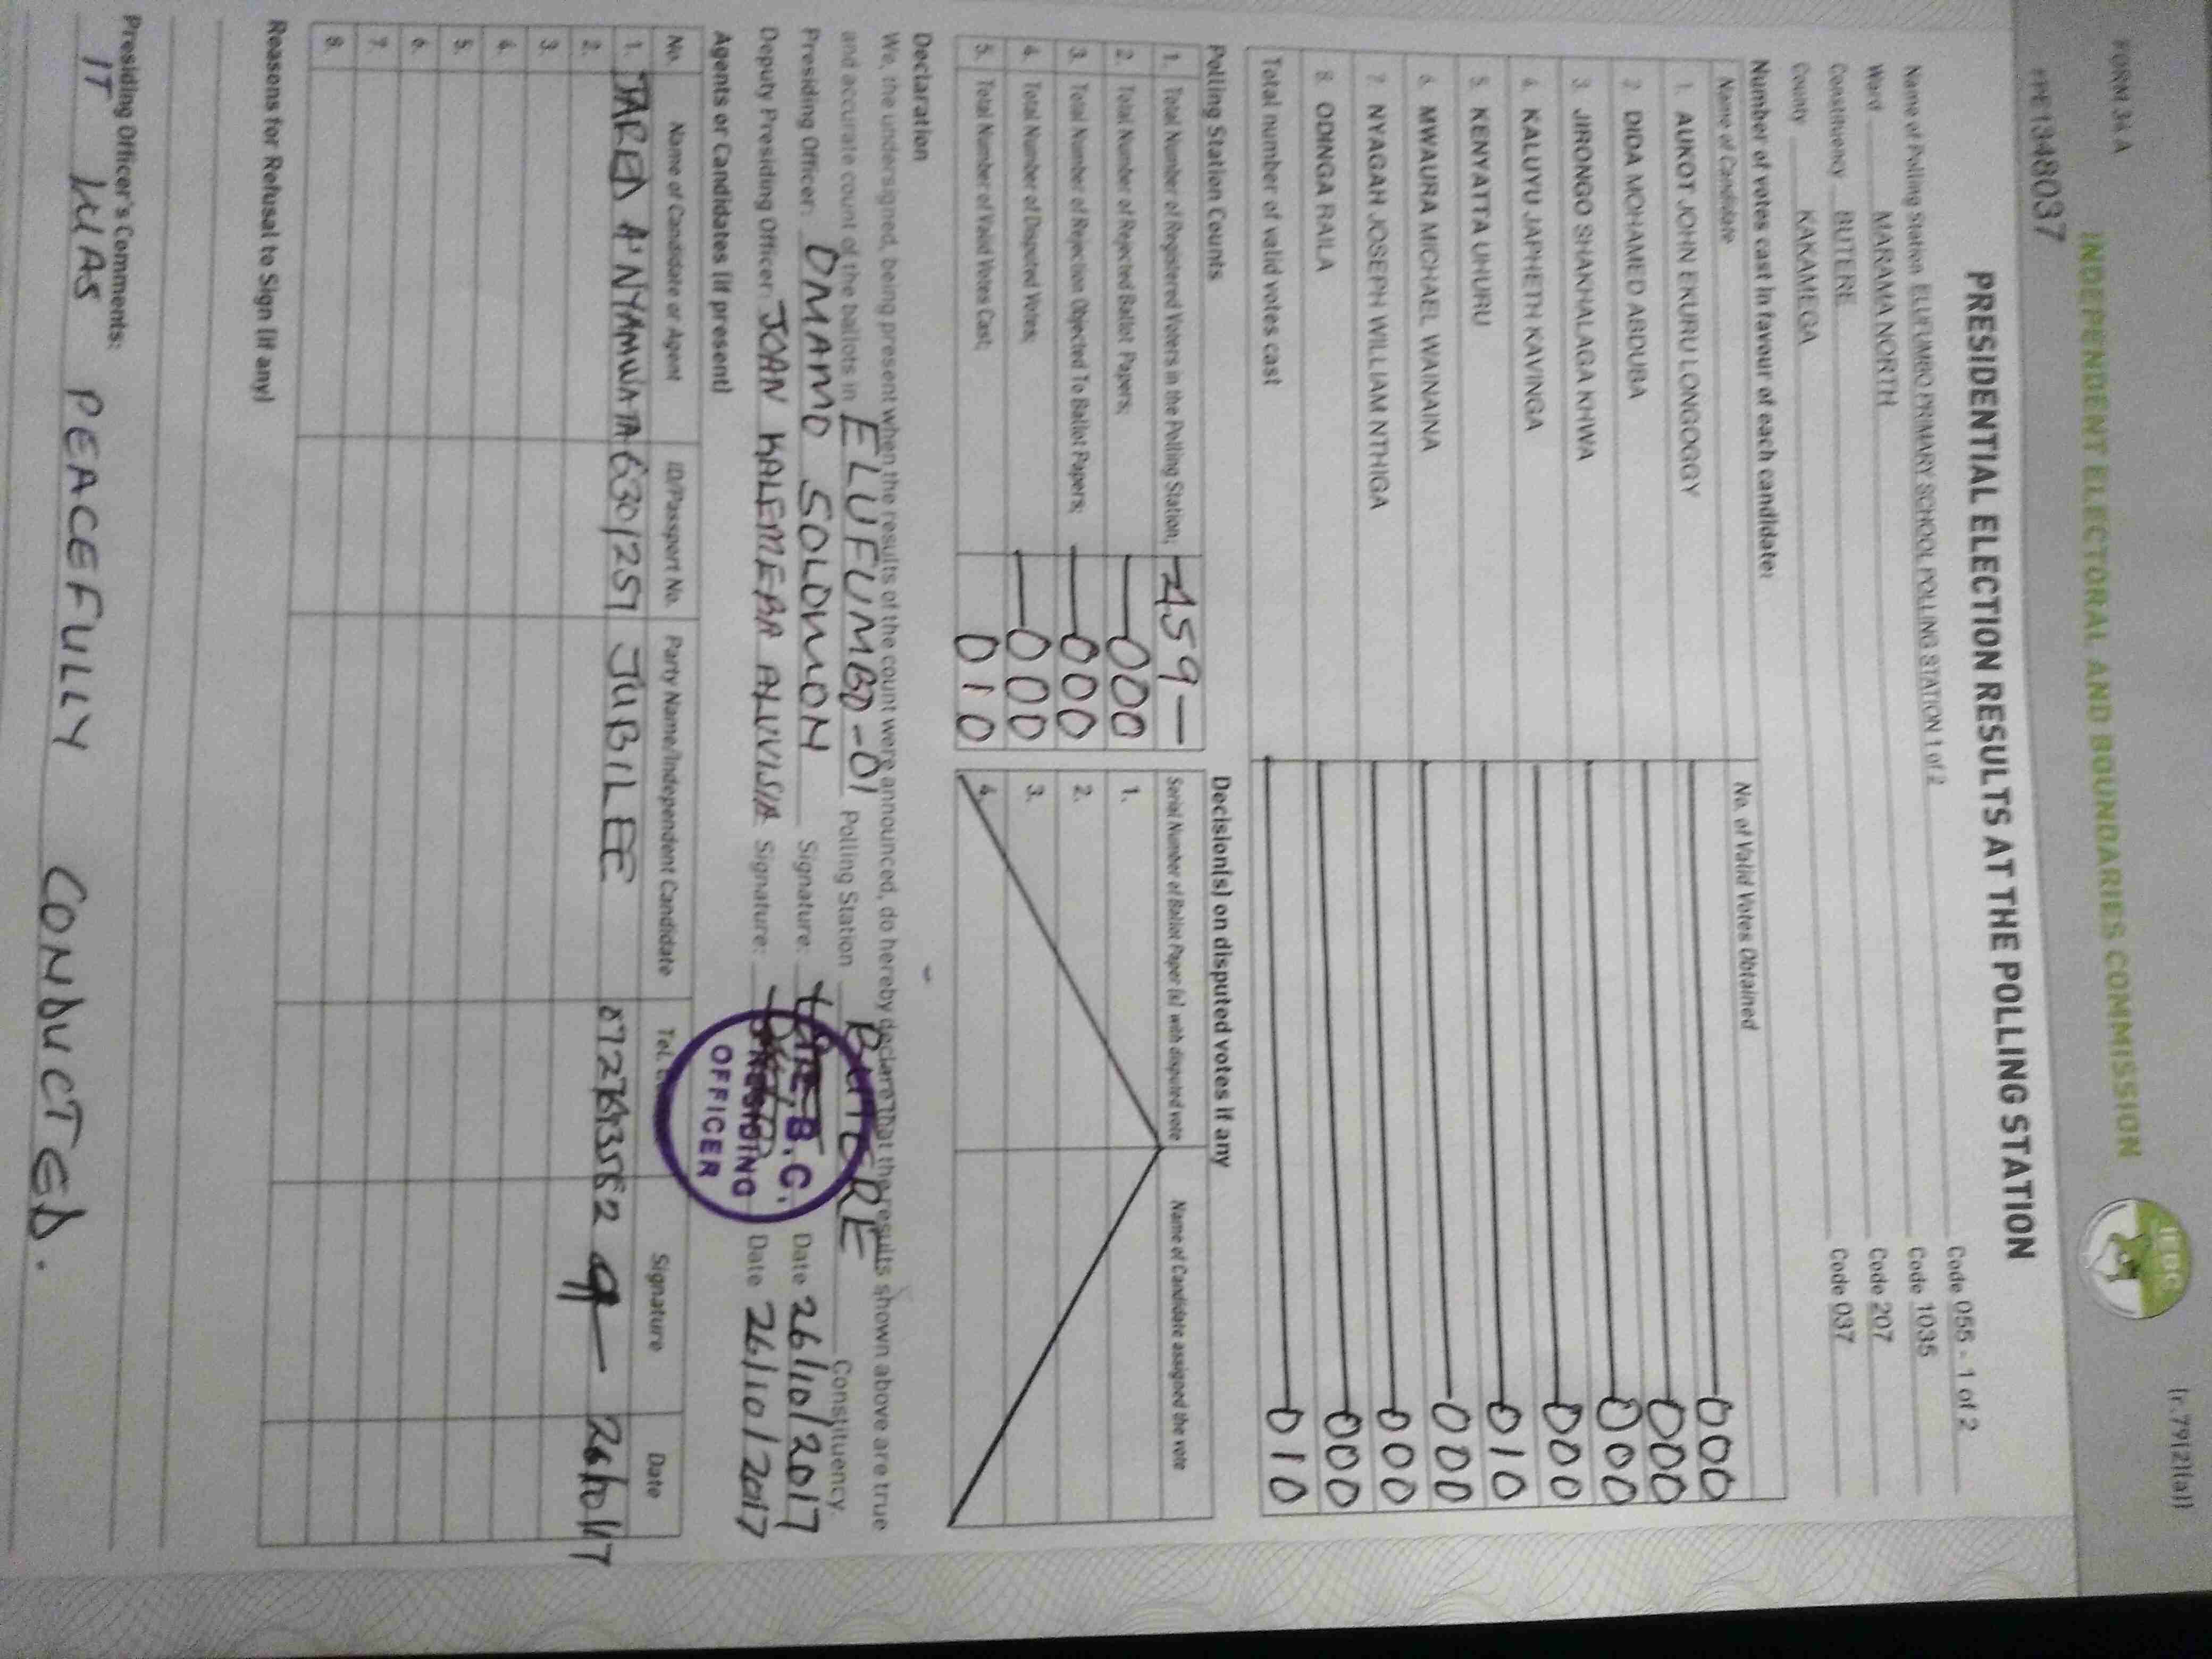 FORM 34 A
[r.79(2)(a)]
INDEPENDENT ELECTORAL AND BOUNDARIES COMMISSION
IEBC
PE1348037
PRESIDENTIAL ELECTION RESULTS AT THE POLLING STATION
Name of Polling Station ELUFUMBO PRIMARY SCHOOL POLLING STATION 1 of 2 Code 055 - 1 of 2
Ward MARAMA NORTH Code 1035
Constituency BUTERE Code 207
County KAKAMEGA Code 037
Number of votes cast in favour of each candidate:
Name of Candidate No. of Valid Votes Obtained
1. AUKOT JOHN EKURU LONGOGGY 000
2. DIDA MOHAMED ABDUBA 000
3. JIRONGO SHAKHALAGA KHWA 000
4. KALUYU JAPHETH KAVINGA 000
5. KENYATTA UHURU 010
6. MWAURA MICHAEL WAINAINA 000
7. NYAGAH JOSEPH WILLIAM NTHIGA 000
8. ODINGA RAILA 000
Total number of valid votes cast 010
Polling Station Counts
1. Total Number of Registered Voters in the Polling Station; 459
2. Total Number of Rejected Ballot Papers; 000
3. Total Number of Rejection Objected To Ballot Papers; 000
4. Total Number of Disputed Votes; 000
5. Total Number of Valid Votes Cast; 010
Decision(s) on disputed votes if any
Serial Number of Ballot Paper (s) with disputed vote Name of Candidate assigned the vote
1.
2.
3.
4.
Declaration
We, the undersigned, being present when the results of the count were announced, do hereby declare that the results shown above are true
and accurate count of the ballots in ELUFUMBO-01 Polling Station BUTERE Constituency.
Presiding Officer: OMAMO SOLOMON Signature: Date 26/10/2017
Deputy Presiding Officer: JOAN KALEMERA ALUVISIA Signature: Date 26/10/2017
PRESIDING
OFFICER
Agents or Candidates (if present)
No. Name of Candidate or Agent ID/Passport No. Party Name/Independent Candidate Tel. Signature Date
1. JARED A'NYAMWATA 6301251 JUBILEE 26/10/17
2.
3.
4.
5.
6.
7.
8.
Reasons for Refusal to Sign (if any)
Presiding Officer's Comments:
IT WAS PEACEFULLY CONDUCTED.